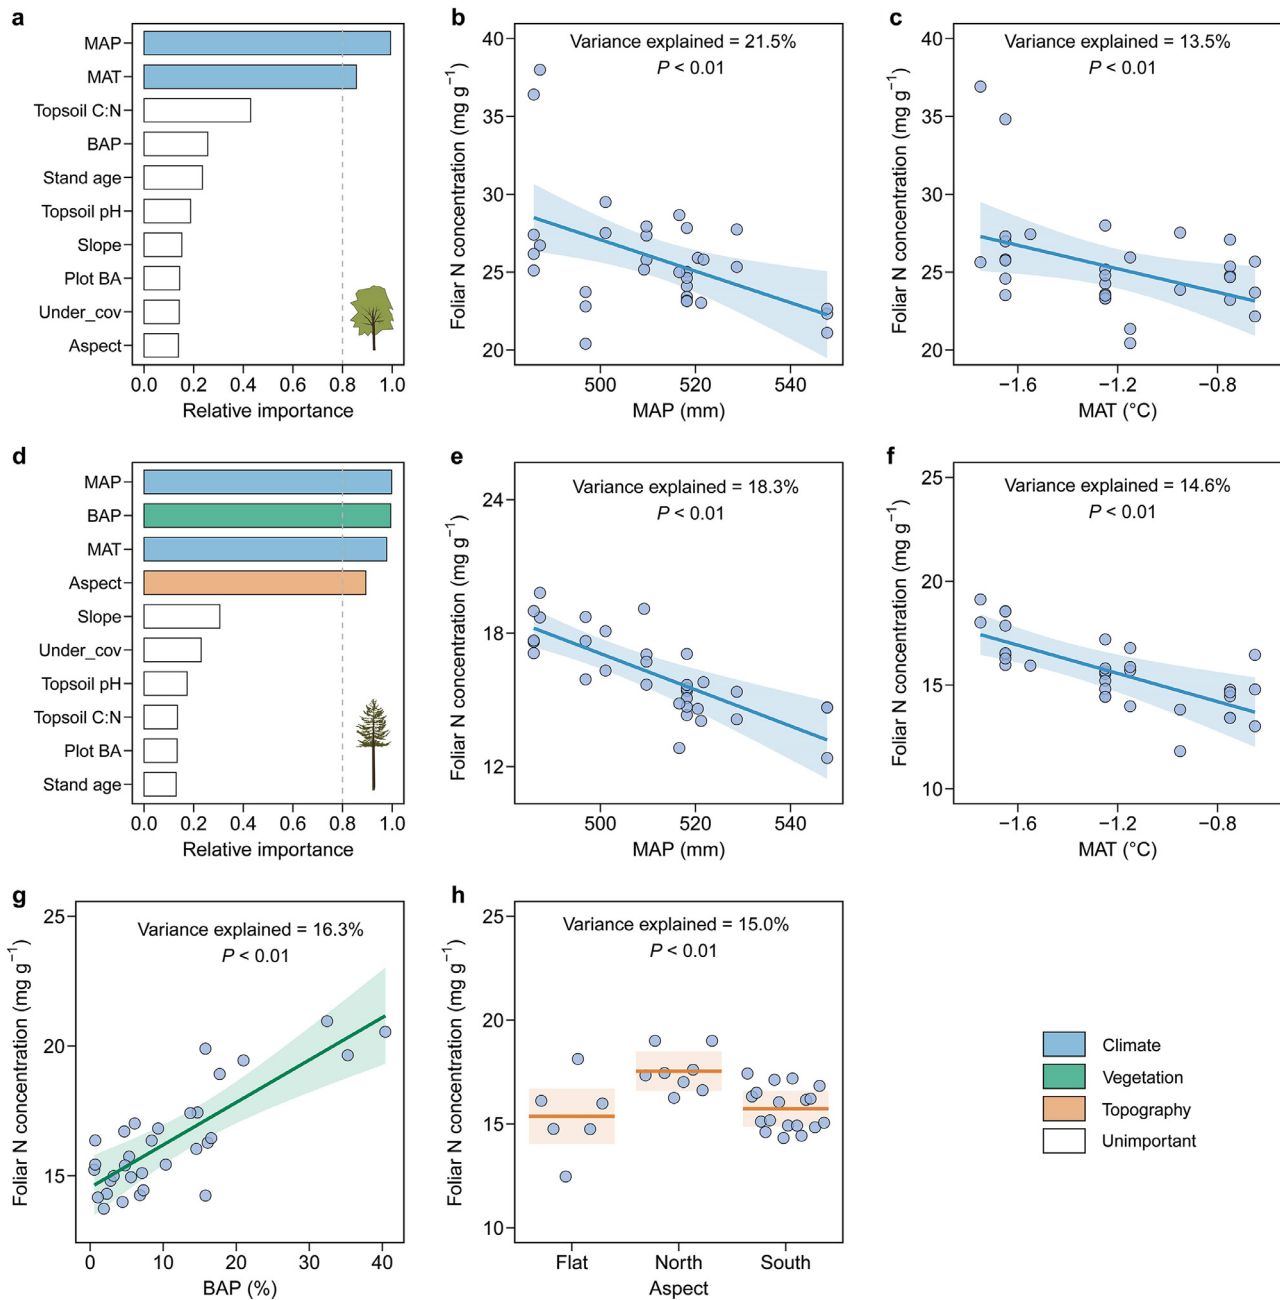 a
MAP
MAT
Topsoil C:N
BAP
Stand age
Topsoil pH
Slope
Plot BA
Under_cov
Aspect
0.0 0.2 0.4 0.6 0.8 1.0
Relative importance
b
Variance explained = 21.5%
P < 0.01
Foliar N concentration (mg g−1)
40
35
30
25
20
500 520 540
MAP (mm)
c
Variance explained = 13.5%
P < 0.01
Foliar N concentration (mg g−1)
40
35
30
25
20
−1.6 −1.2 −0.8
MAT (°C)
d
MAP
BAP
MAT
Aspect
Slope
Under_cov
Topsoil pH
Topsoil C:N
Plot BA
Stand age
0.0 0.2 0.4 0.6 0.8 1.0
Relative importance
e
Variance explained = 18.3%
P < 0.01
Foliar N concentration (mg g−1)
24
18
12
500 520 540
MAP (mm)
f
Variance explained = 14.6%
P < 0.01
Foliar N concentration (mg g−1)
25
20
15
10
−1.6 −1.2 −0.8
MAT (°C)
g
Variance explained = 16.3%
P < 0.01
Foliar N concentration (mg g−1)
25
20
15
0 10 20 30 40
BAP (%)
h
Variance explained = 15.0%
P < 0.01
Foliar N concentration (mg g−1)
25
20
15
10
Flat North South
Aspect
Climate
Vegetation
Topography
Unimportant